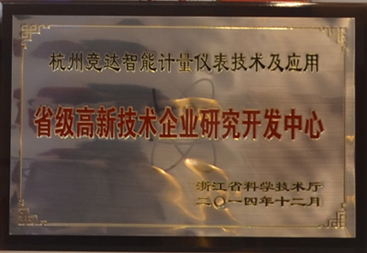 杭州竞达智能计量仪表技术及应用
省级高新技术企业研究开发中心
浙江省科学技术厅
二〇一四年十二月